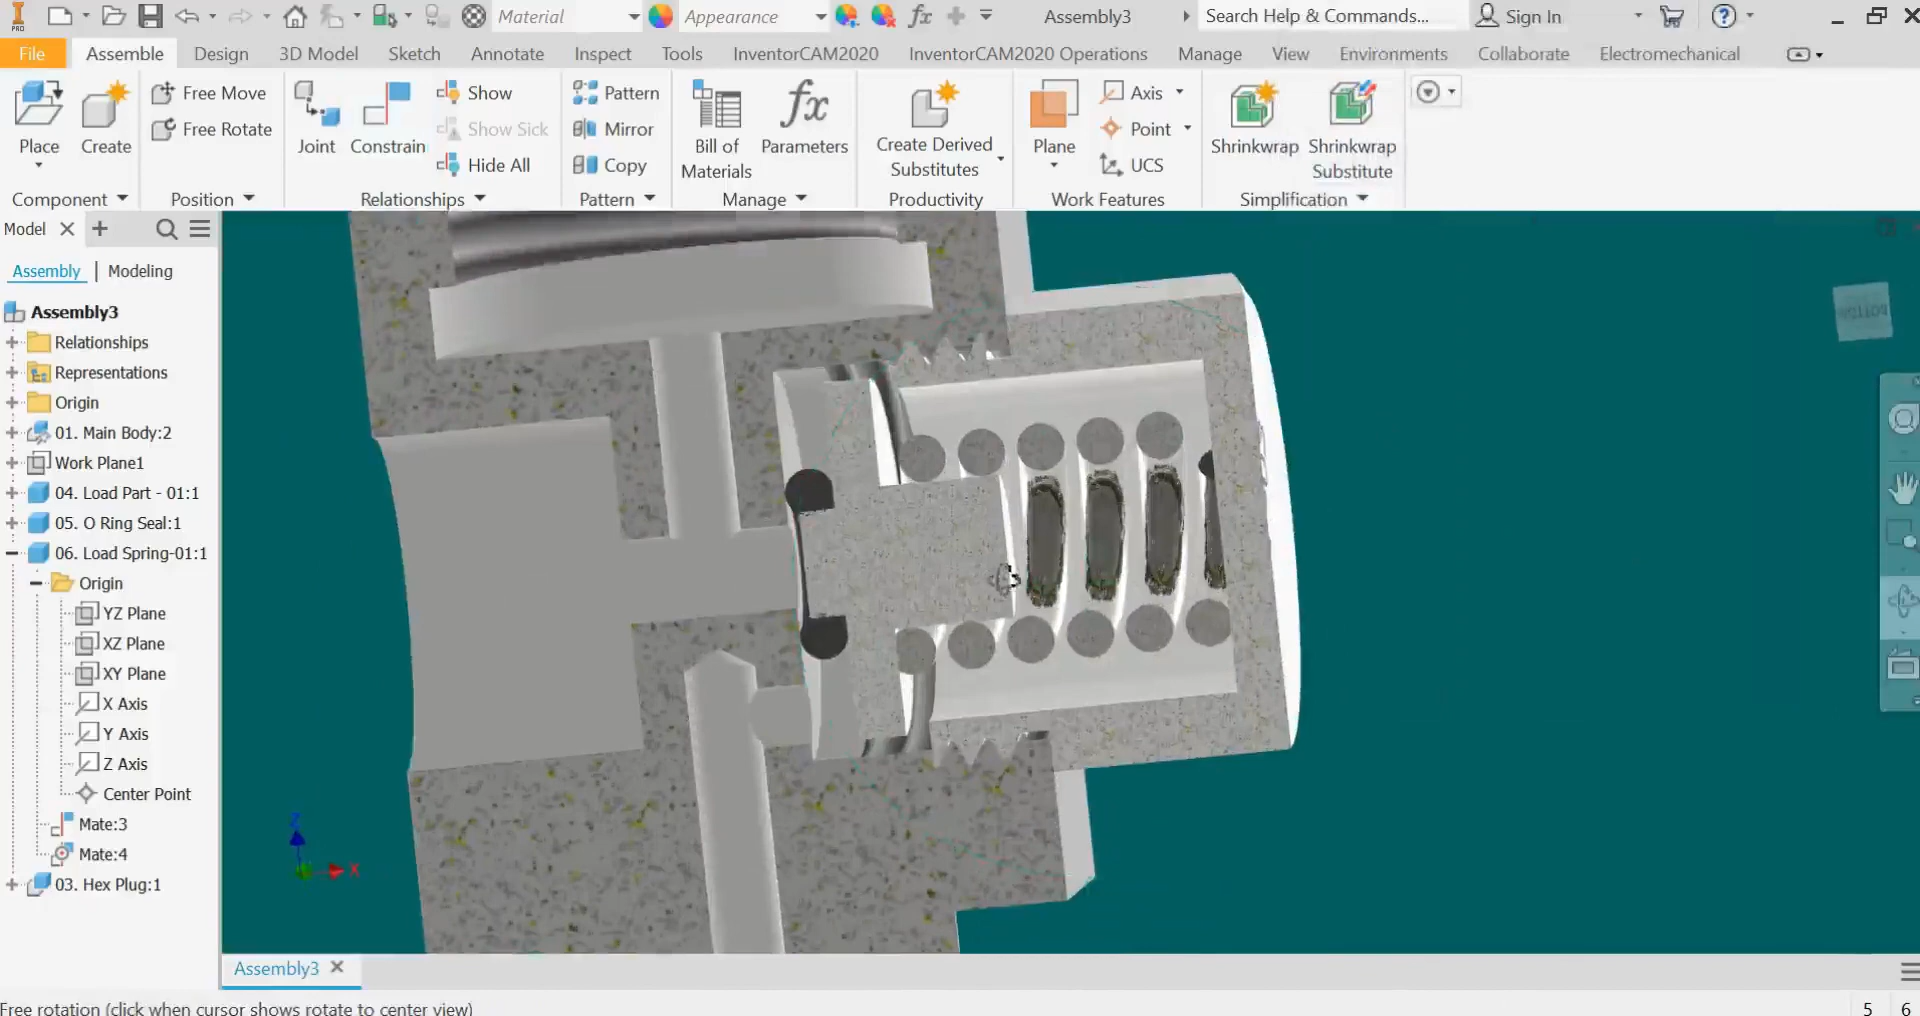 PRO
Material
Appearance
fx
Assembly3
Search Help & Commands...
Sign In
File
Assemble
Design
3D Model
Sketch
Annotate
Inspect
Tools
InventorCAM2020
InventorCAM2020 Operations
Manage
View
Environments
Collaborate
Electromechanical
Place
Create
Component
Free Move
Free Rotate
Position
Joint
Constrain
Show
Show Sick
Hide All
Relationships
Pattern
Mirror
Copy
Pattern
Bill of
Materials
fx
Parameters
Manage
Create Derived
Substitutes
Productivity
Plane
Axis
Point
UCS
Work Features
Shrinkwrap
Shrinkwrap
Substitute
Simplification
Model
Assembly | Modeling
Assembly3
Relationships
Representations
Origin
01. Main Body:2
Work Plane1
04. Load Part - 01:1
05. O Ring Seal:1
06. Load Spring-01:1
Origin
YZ Plane
XZ Plane
XY Plane
X Axis
Y Axis
Z Axis
Center Point
Mate:3
Mate:4
03. Hex Plug:1
BOTTOM
Z
X
Assembly3
Free rotation (click when cursor shows rotate to center view)
5 6